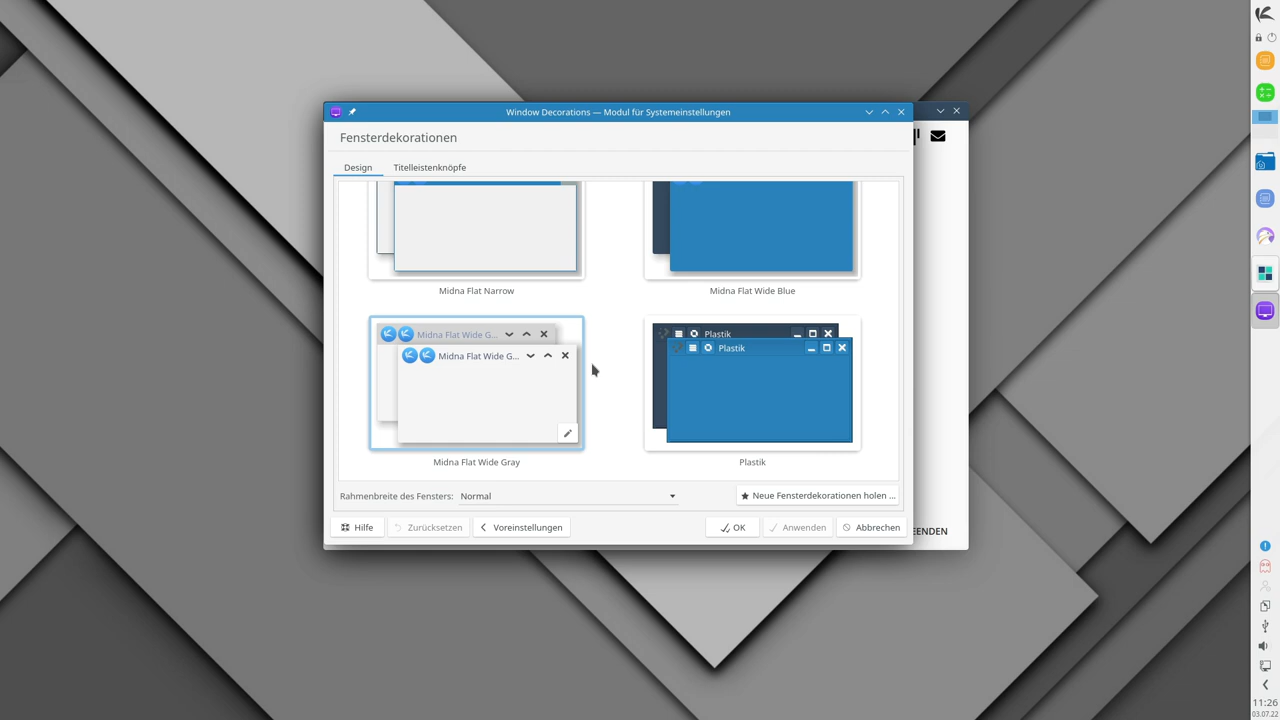 Window Decorations — Modul für Systemeinstellungen
Fensterdekorationen
Design
Titelleistenknöpfe
Midna Flat Narrow
Midna Flat Wide Blue
Midna Flat Wide G...
Midna Flat Wide G...
Plastik
Plastik
Midna Flat Wide Gray
Plastik
Rahmenbreite des Fensters:
Normal
Neue Fensterdekorationen holen ...
Hilfe
Zurücksetzen
Voreinstellungen
OK
Anwenden
Abbrechen
EENDEN
11:26
03.07.22